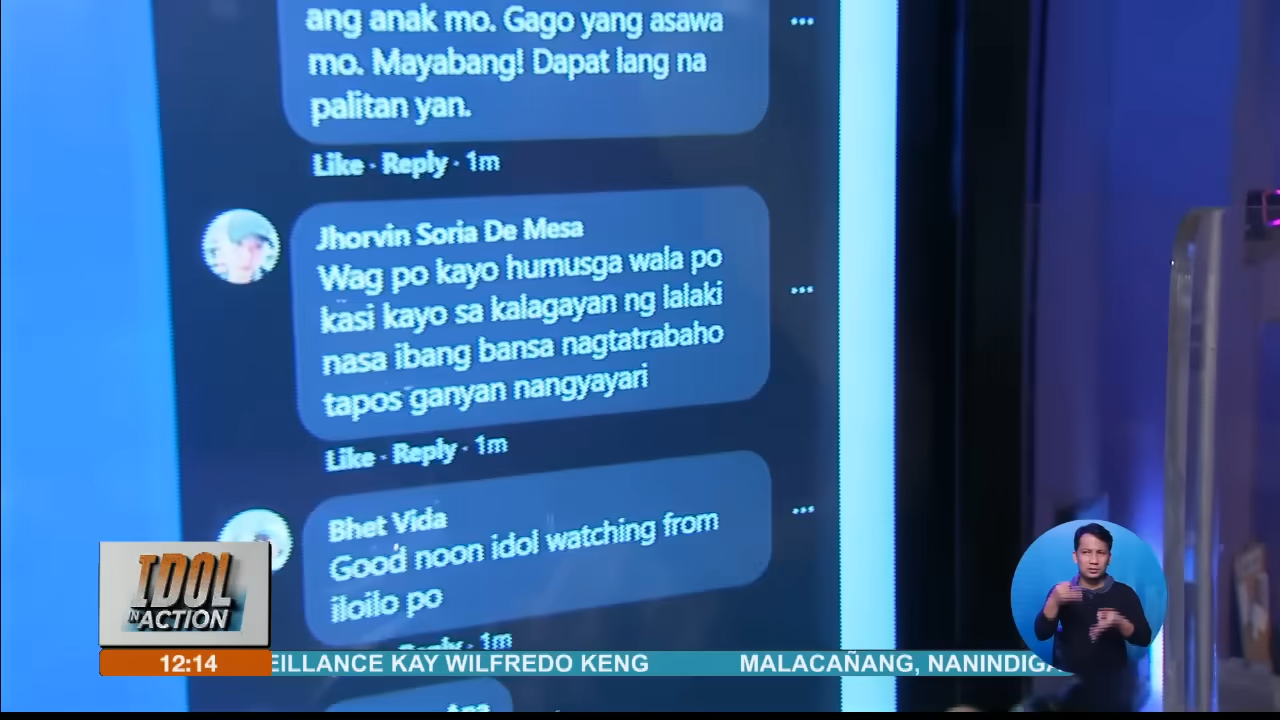 ang anak mo. Gago yang asawa
mo. Mayabang! Dapat lang na
palitan yan.
Like · Reply · 1m
Jhorvin Soria De Mesa
Wag po kayo humusga wala po
kasi kayo sa kalagayan ng lalaki
nasa ibang bansa nagtatrabaho
tapos ganyan nangyayari
Like · Reply · 1m
Bhet Vida
Good noon idol watching from
iloilo po
Reply · 1m
IDOL
IN ACTION
12:14
EILLANCE KAY WILFREDO KENG MALACAÑANG, NANINDIGA